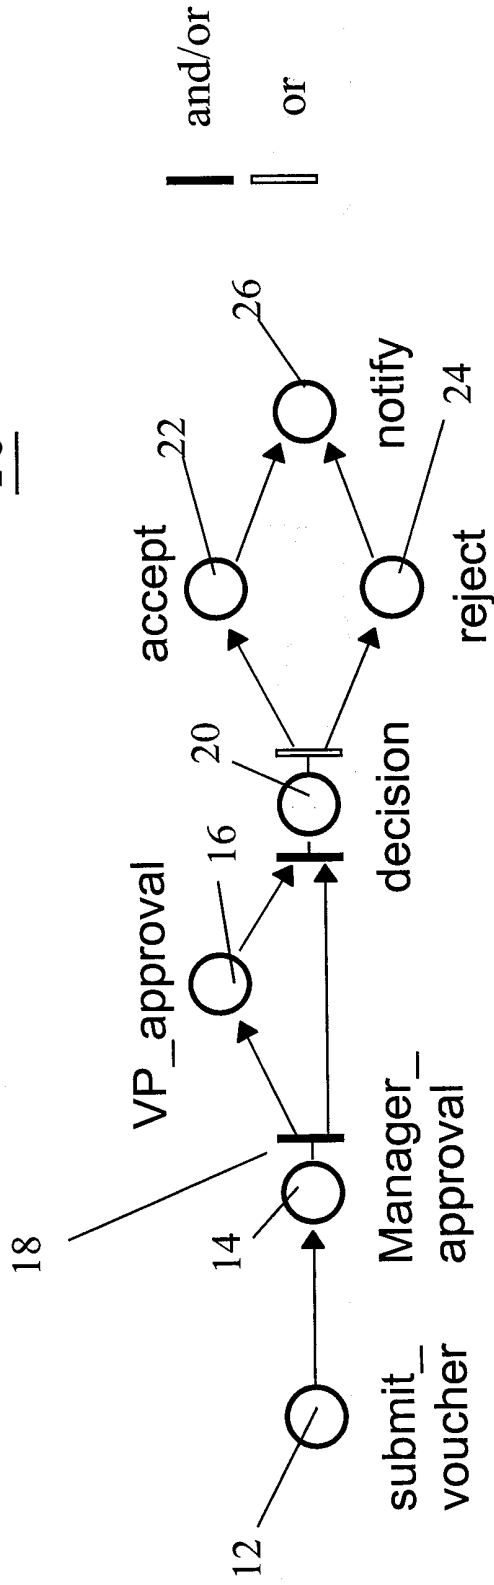 18
VP_approval
16
accept
22
and/or
or
14
20
26
12
submit_
voucher
Manager_
approval
decision
reject
notify
24